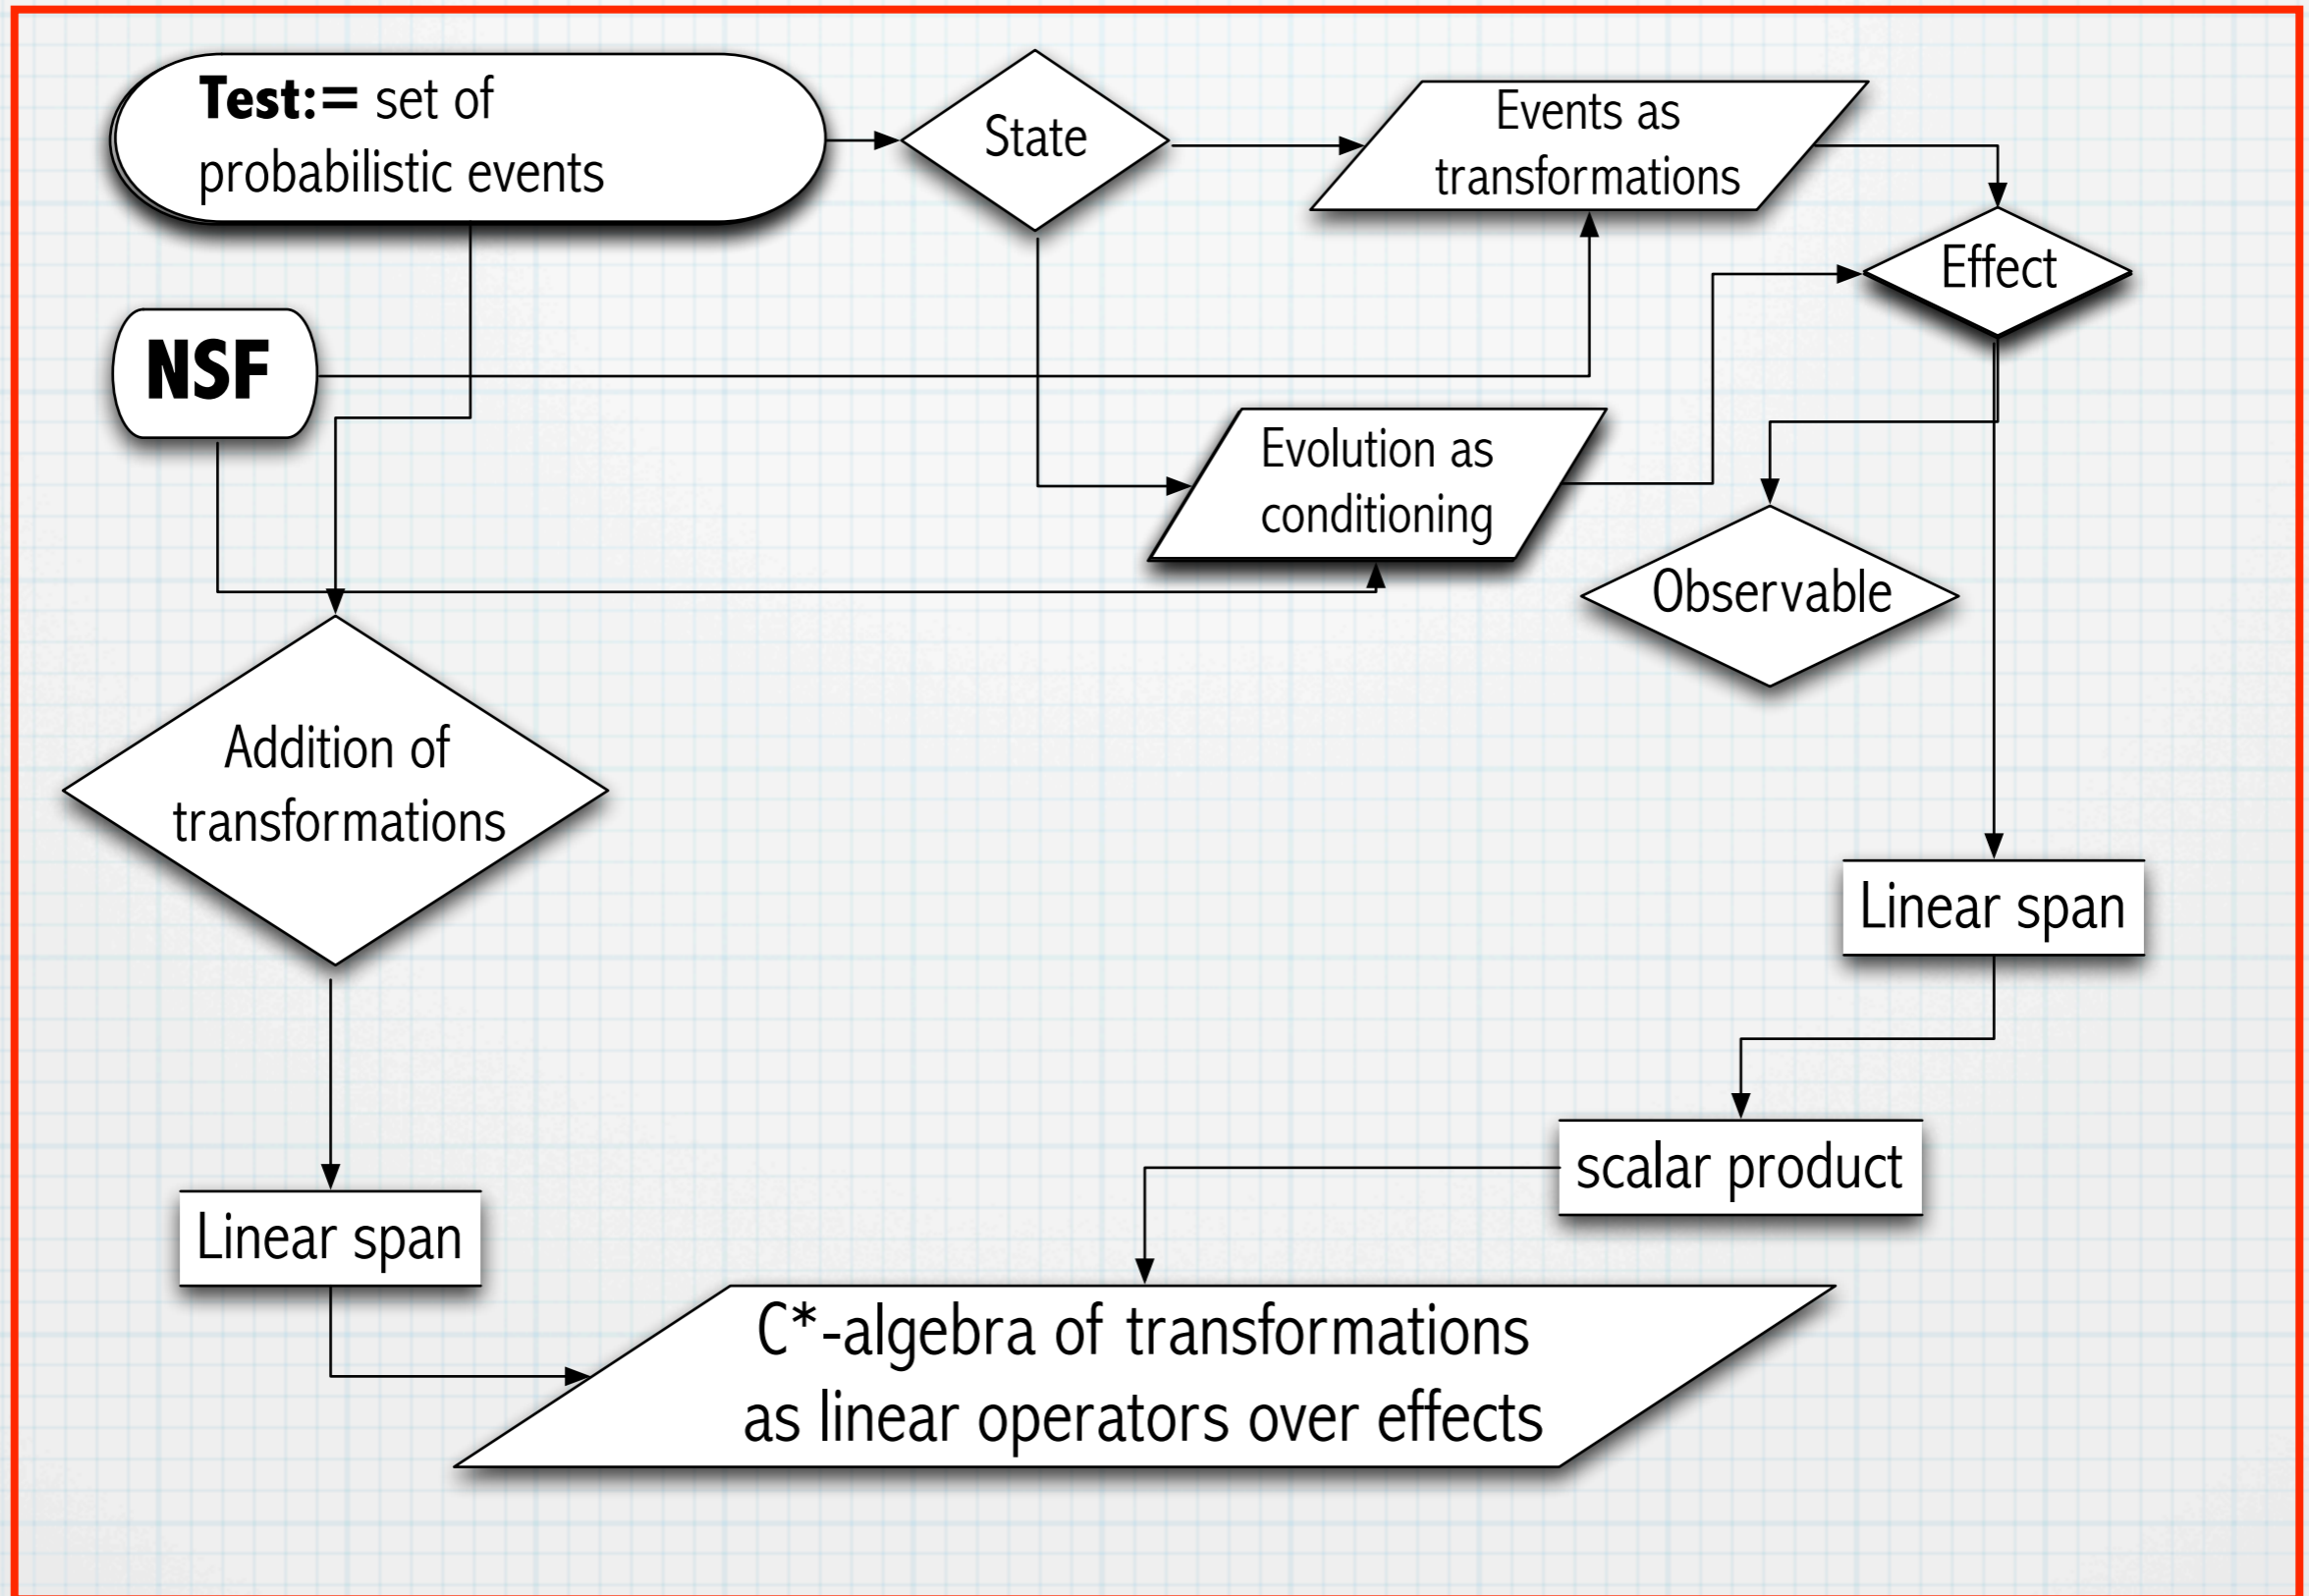 Test:= set of
probabilistic events
State
Events as
transformations
Effect
NSF
Evolution as
conditioning
Observable
Addition of
transformations
Linear span
scalar product
Linear span
C*-algebra of transformations
as linear operators over effects